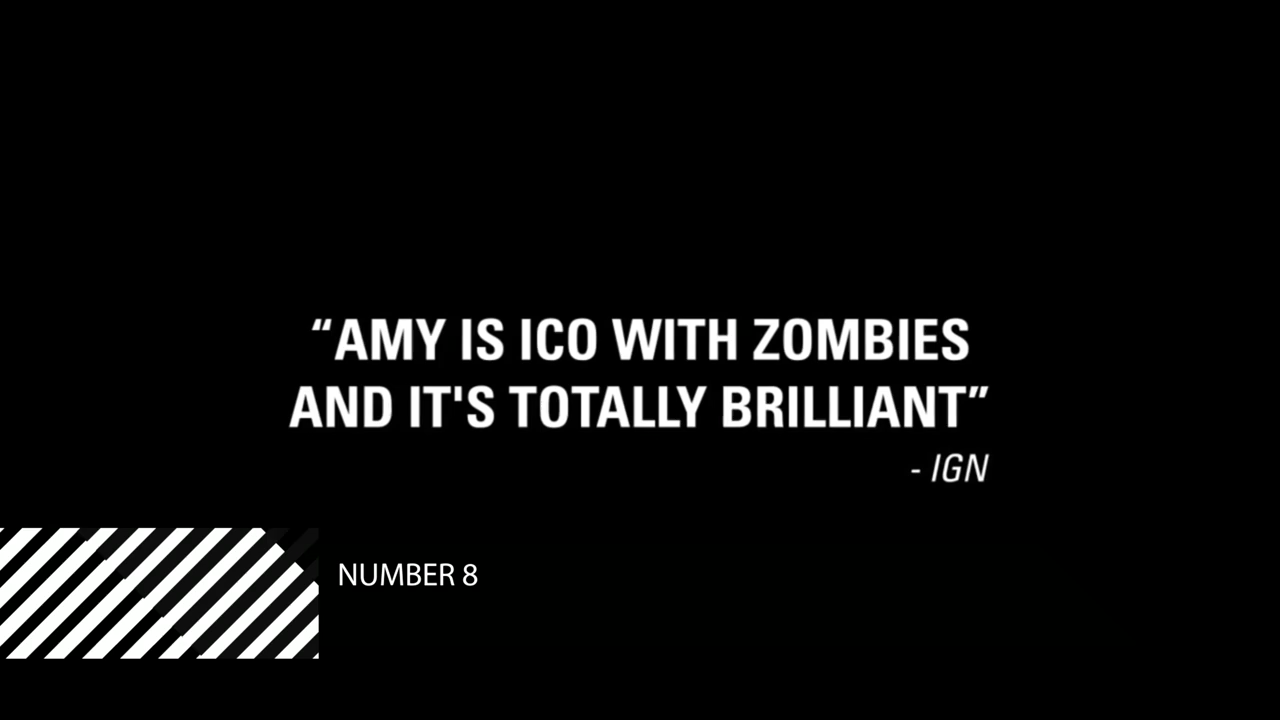 “AMY IS ICO WITH ZOMBIES
AND IT'S TOTALLY BRILLIANT”
- IGN
NUMBER 8